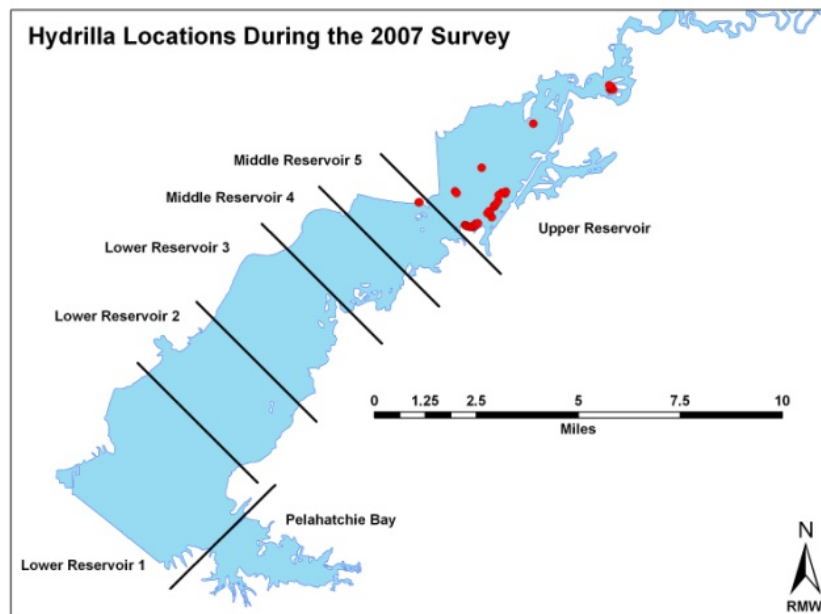 Hydrilla Locations During the 2007 Survey
Middle Reservoir 5
Middle Reservoir 4
Lower Reservoir 3
Upper Reservoir
Lower Reservoir 2
0 1.25 2.5 5 7.5 10
Miles
Pelahatchie Bay
Lower Reservoir 1
N
RMW